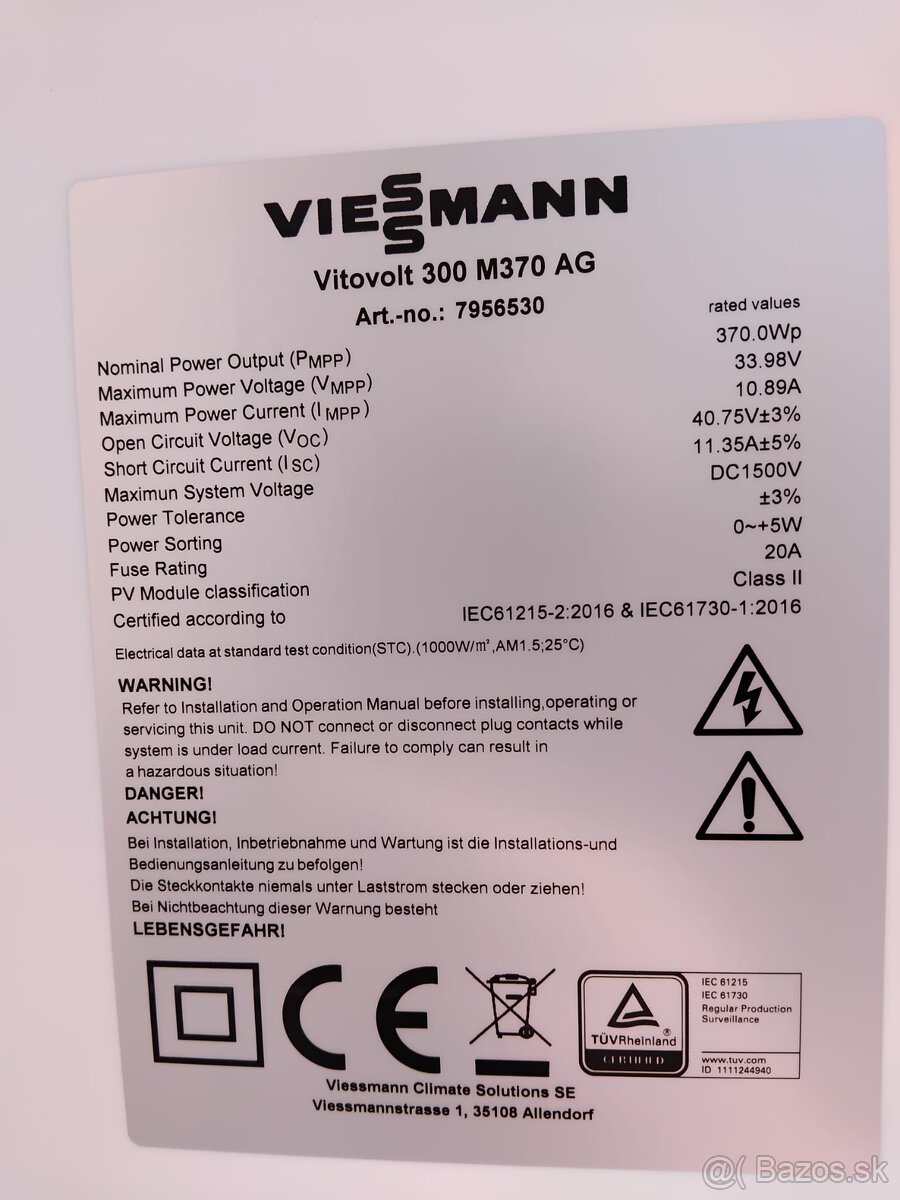 VIESSMANN
Vitovolt 300 M370 AG
Art.-no.: 7956530
rated values
Nominal Power Output (PMPP) 370.0Wp
Maximum Power Voltage (VMPP) 33.98V
Maximum Power Current (IMPP) 10.89A
Open Circuit Voltage (VOC) 40.75V±3%
Short Circuit Current (ISC) 11.35A±5%
Maximun System Voltage DC1500V
Power Tolerance ±3%
Power Sorting 0~+5W
Fuse Rating 20A
PV Module classification Class II
Certified according to IEC61215-2:2016 & IEC61730-1:2016
Electrical data at standard test condition(STC).(1000W/㎡,AM1.5;25°C)
WARNING!
Refer to Installation and Operation Manual before installing,operating or
servicing this unit. DO NOT connect or disconnect plug contacts while
system is under load current. Failure to comply can result in
a hazardous situation!
DANGER!
ACHTUNG!
Bei Installation, Inbetriebnahme und Wartung ist die Installations-und
Bedienungsanleitung zu befolgen!
Die Steckkontakte niemals unter Laststrom stecken oder ziehen!
Bei Nichtbeachtung dieser Warnung besteht
LEBENSGEFAHR!
CE
TÜVRheinland®
CERTIFIED
IEC 61215
IEC 61730
Regular Production
Surveillance
www.tuv.com
ID 1111244940
Viessmann Climate Solutions SE
Viessmannstrasse 1, 35108 Allendorf
@( Bazos.sk